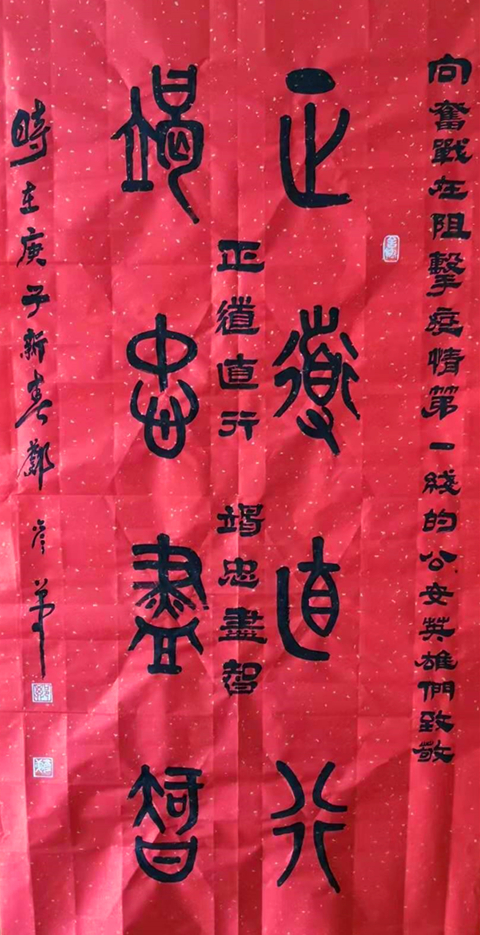 向奮戰在阻擊疫情第一綫的公安英雄們致敬
正道直行
正道直行 竭忠盡智
竭忠盡智
時在庚子新春鄭彦英